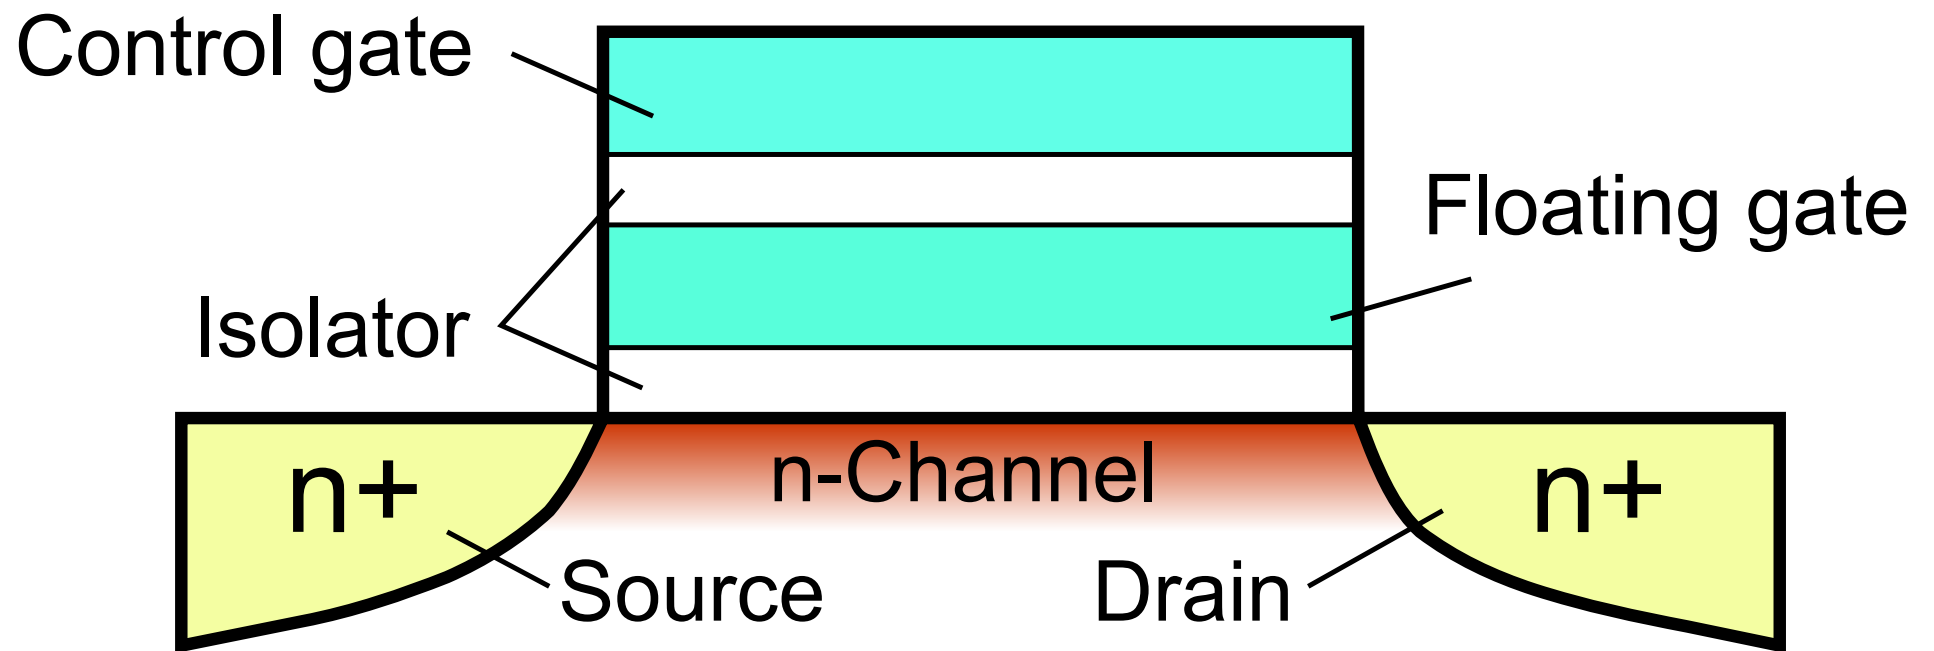 Control gate
Floating gate
Isolator
n+
n-Channel
n+
Source
Drain